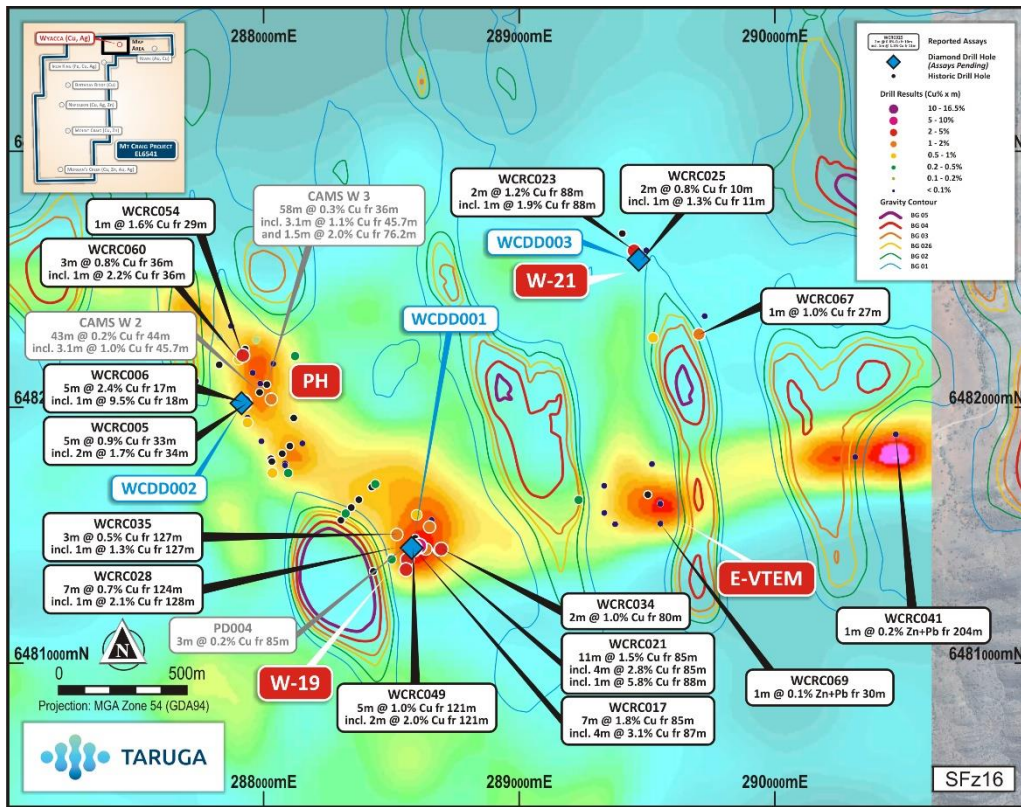 WYACCA (CU, AG)
MAP
AREA
MT CRAIG PROJECT
EL6541
288000mE
289000mE
290000mE
WCRC023
2m @ 1.2% Cu fr 88m
incl. 1m @ 1.9% Cu fr 88m
WCRC025
2m @ 0.8% Cu fr 10m
incl. 1m @ 1.3% Cu fr 11m
Reported Assays
Diamond Drill Hole
(Assays Pending)
Historic Drill Hole
Drill Results (Cu% x m)
10 - 16.5%
5 - 10%
2 - 5%
1 - 2%
0.5 - 1%
0.2 - 0.5%
0.1 - 0.2%
< 0.1%
Gravity Contour
BG 05
BG 04
BG 03
BG 026
BG 02
BG 01
CAMS W 3
58m @ 0.3% Cu fr 36m
incl. 3.1m @ 1.1% Cu fr 45.7m
and 1.5m @ 2.0% Cu fr 76.2m
WCRC054
1m @ 1.6% Cu fr 29m
WCRC060
3m @ 0.8% Cu fr 36m
incl. 1m @ 2.2% Cu fr 36m
CAMS W 2
43m @ 0.2% Cu fr 44m
incl. 3.1m @ 1.0% Cu fr 45.7m
WCRC006
5m @ 2.4% Cu fr 17m
incl. 1m @ 9.5% Cu fr 18m
WCRC005
5m @ 0.9% Cu fr 33m
incl. 2m @ 1.7% Cu fr 34m
WCDD003
W-21
WCDD001
WCRC067
1m @ 1.0% Cu fr 27m
PH
6482000mN
6482000mN
WCDD002
WCRC035
3m @ 0.5% Cu fr 127m
incl. 1m @ 1.3% Cu fr 127m
WCRC028
7m @ 0.7% Cu fr 124m
incl. 1m @ 2.1% Cu fr 128m
PD004
3m @ 0.2% Cu fr 85m
E-VTEM
WCRC034
2m @ 1.0% Cu fr 80m
WCRC021
11m @ 1.5% Cu fr 85m
incl. 4m @ 2.8% Cu fr 85m
incl. 1m @ 5.8% Cu fr 88m
WCRC017
7m @ 1.8% Cu fr 85m
incl. 4m @ 3.1% Cu fr 87m
WCRC041
1m @ 0.2% Zn+Pb fr 204m
WCRC069
1m @ 0.1% Zn+Pb fr 30m
6481000mN
6481000mN
W-19
WCRC049
5m @ 1.0% Cu fr 121m
incl. 2m @ 2.0% Cu fr 121m
N
0 500m
Projection: MGA Zone 54 (GDA94)
TARUGA
288000mE
289000mE
290000mE
SFz16